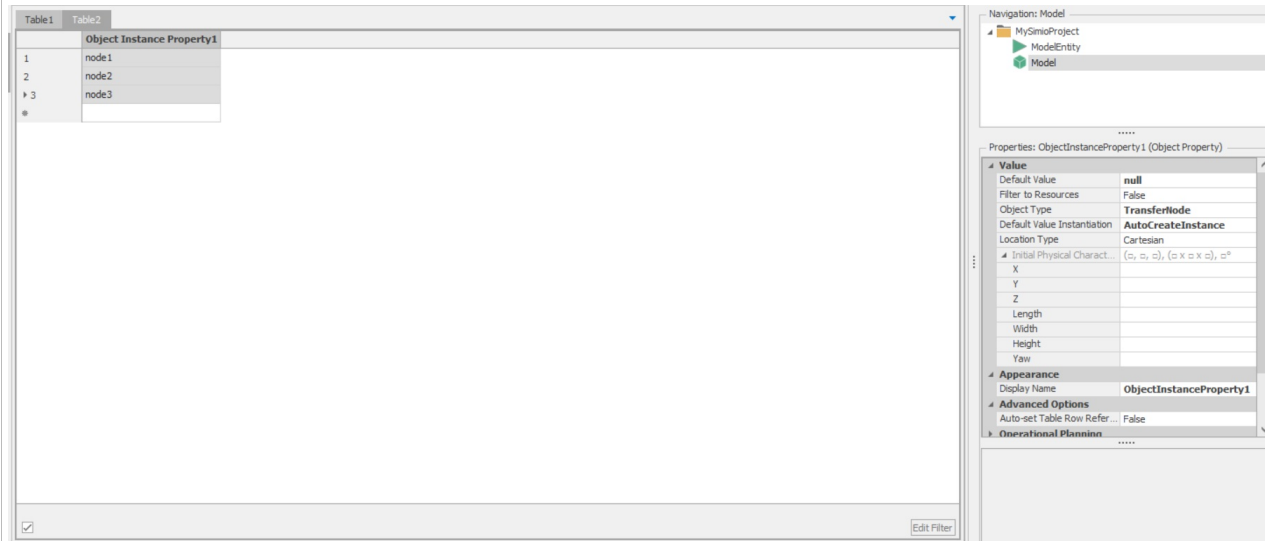 Table1 Table2
Object Instance Property1
1 node1
2 node2
3 node3
Edit Filter
Navigation: Model
MySimioProject
ModelEntity
Model
Properties: ObjectInstanceProperty1 (Object Property)
Value
Default Value null
Filter to Resources False
Object Type TransferNode
Default Value Instantiation AutoCreateInstance
Location Type Cartesian
Initial Physical Charact... (□, □, □), (□ x □ x □), □°
X
Y
Z
Length
Width
Height
Yaw
Appearance
Display Name ObjectInstanceProperty1
Advanced Options
Auto-set Table Row Refer... False
Operational Planning